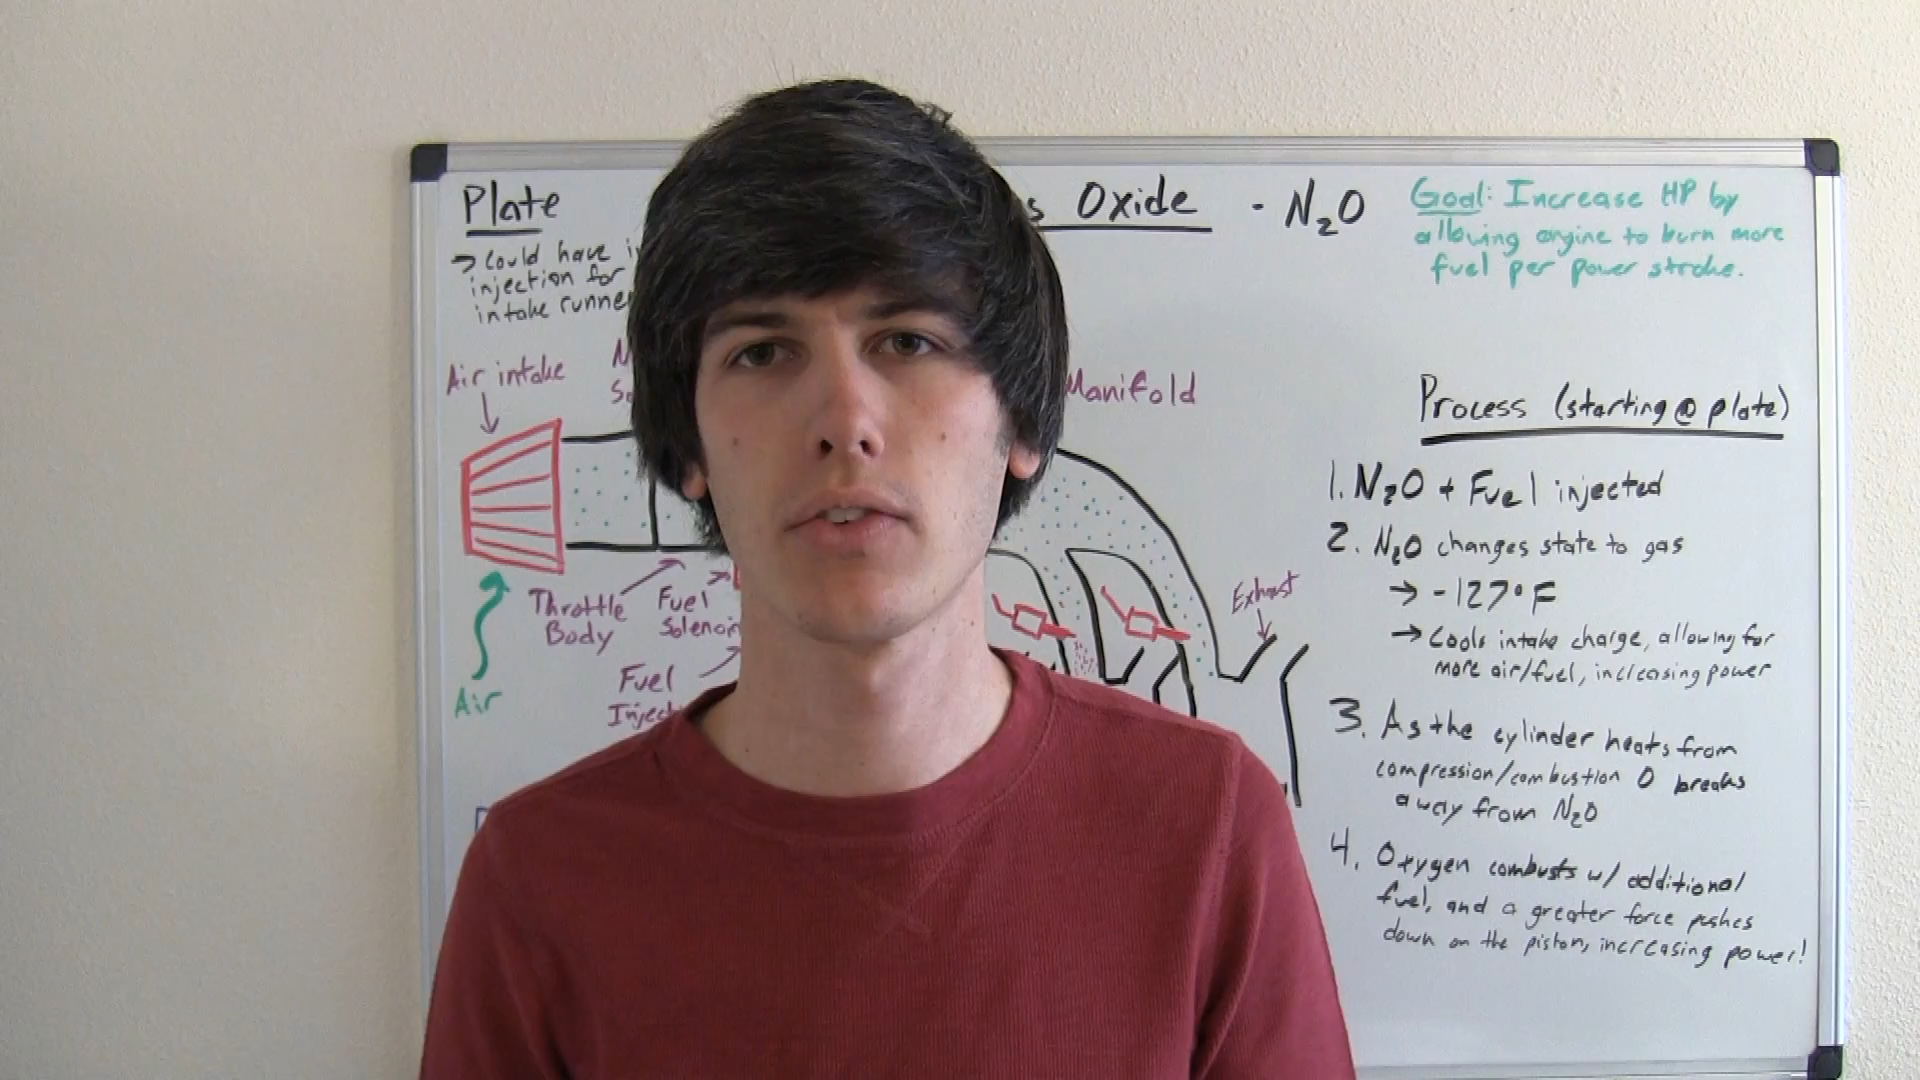 Plate
s Oxide - N₂O
Goal: Increase HP by
allowing engine to burn more
fuel per power stroke.
→ Could have
injection for
intake runner
Air intake
Manifold
Throttle
Body
Fuel
Solenoi
Fuel
Inject
Air
Exhaust
Process (starting @ plate)
1. N₂O + Fuel injected
2. N₂O changes state to gas
→ -127°F
→ Cools intake charge, allowing for
more air/fuel, increasing power
3. As the cylinder heats from
compression/combustion O breaks
away from N₂O
4. Oxygen combusts w/ additional
fuel, and a greater force pushes
down on the piston, increasing power!